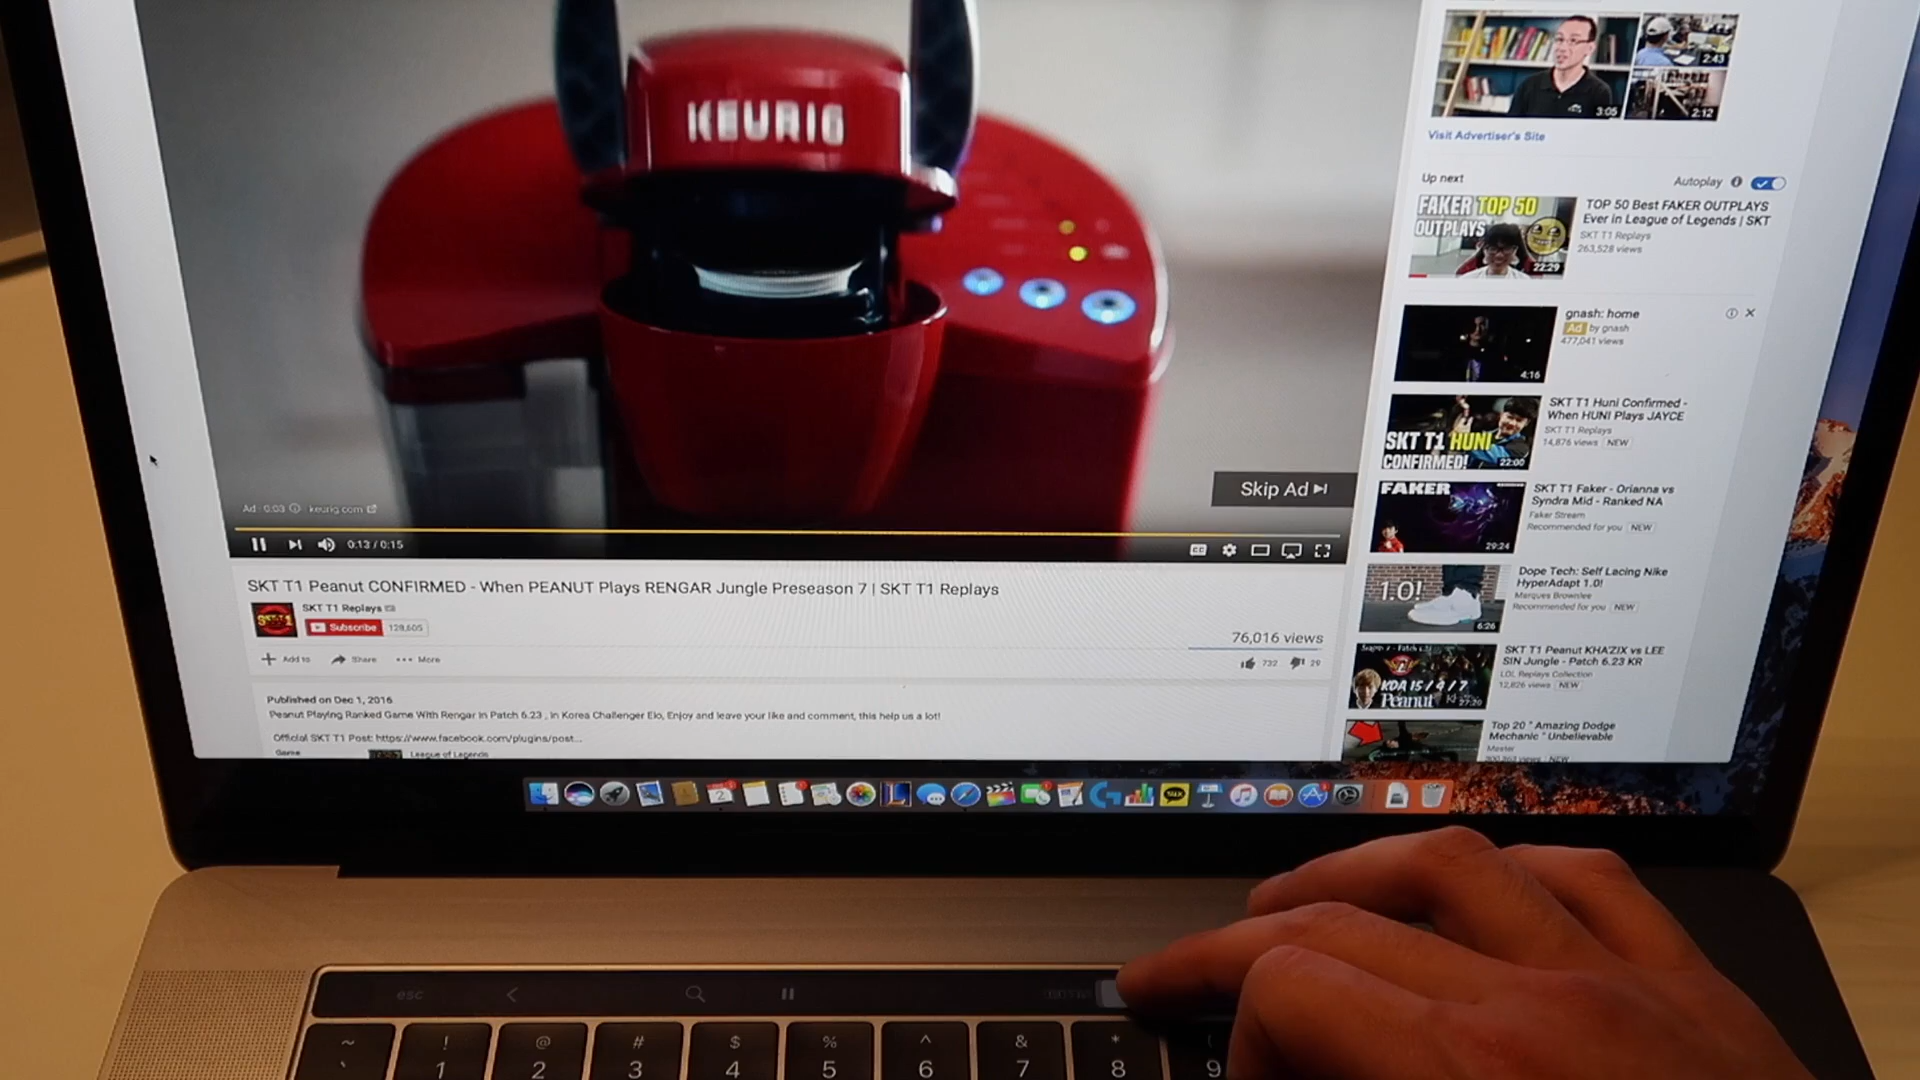 KEURIG
Skip Ad
Ad · 0:03
keurig.com
0:13 / 0:15
SKT T1 Peanut CONFIRMED - When PEANUT Plays RENGAR Jungle Preseason 7 | SKT T1 Replays
SKT T1 Replays
Subscribe 128,605
76,016 views
Add to Share More
732 29
Published on Dec 1, 2016
Peanut Playing Ranked Game With Rengar in Patch 6.23 , in Korea Challenger Elo, Enjoy and leave your like and comment, this help us a lot!
Official SKT T1 Post: https://www.facebook.com/plugins/post...
Game League of Legends
3:05
2:43
2:12
Visit Advertiser's Site
Up next
Autoplay
FAKER TOP 50
OUTPLAYS
22:29
TOP 50 Best FAKER OUTPLAYS
Ever in League of Legends | SKT
SKT T1 Replays
263,528 views
4:16
gnash: home
Ad by gnash
477,041 views
SKT T1 HUNI
CONFIRMED!
22:00
SKT T1 Huni Confirmed -
When HUNI Plays JAYCE
SKT T1 Replays
14,876 views NEW
FAKER
29:24
SKT T1 Faker - Orianna vs
Syndra Mid - Ranked NA
Faker Stream
Recommended for you NEW
1.0!
6:26
Dope Tech: Self Lacing Nike
HyperAdapt 1.0!
Marques Brownlee
Recommended for you NEW
KDA 15/4/7
Peanut
27:20
SKT T1 Peanut KHA'ZIX vs LEE
SIN Jungle - Patch 6.23 KR
LOL Replays Collection
12,826 views NEW
Top 20 " Amazing Dodge
Mechanic " Unbelievable
Master
NEW
esc
~ ! @ # $ % ^ & * (
` 1 2 3 4 5 6 7 8 9